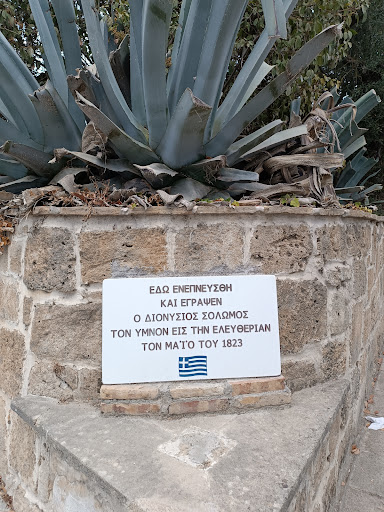 ΕΔΩ ΕΝΕΠΝΕΥΣΘΗ
ΚΑΙ ΕΓΡΑΨΕΝ
Ο ΔΙΟΝΥΣΙΟΣ ΣΟΛΩΜΟΣ
ΤΟΝ ΥΜΝΟΝ ΕΙΣ ΤΗΝ ΕΛΕΥΘΕΡΙΑΝ
ΤΟΝ ΜΑΪΟ ΤΟΥ 1823